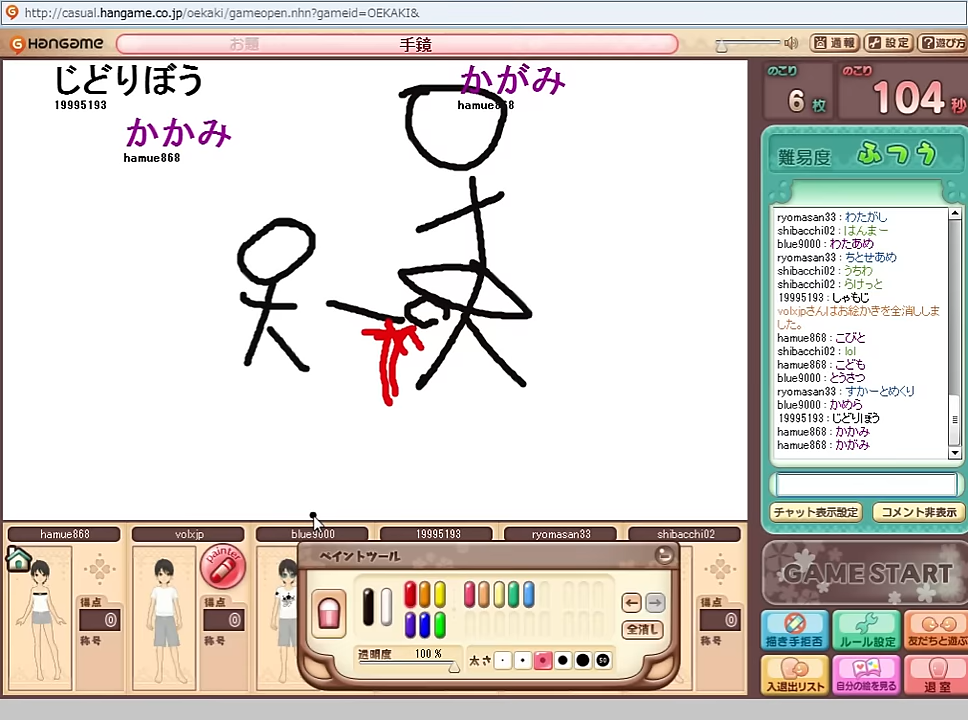 http://casual.hangame.co.jp/oekaki/gameopen.nhn?gameid=OEKAKI&
HANGAME
お題
手鏡
通報
設定
遊び方
じどりぼう
19995193
かがみ
hamue868
かかみ
hamue868
のこり
6枚
のこり
104秒
難易度 ふつう
ryomasan33 : わたがし
shibacchi02 : はんまー
blue9000 : わたあめ
ryomasan33 : ちとせあめ
shibacchi02 : うちわ
shibacchi02 : らけっと
19995193 : しゃもじ
volxjpさんはお絵かきを全消ししました。
hamue868 : こびと
shibacchi02 : lol
hamue868 : こども
blue9000 : とうさつ
ryomasan33 : すかーとめくり
blue9000 : かめら
19995193 : じどりぼう
hamue868 : かかみ
hamue868 : かがみ
チャット表示設定
コメント非表示
hamue868
volxjp
blue9000
19995193
ryomasan33
shibacchi02
painter
得点
0
称号
得点
0
称号
得点
0
称号
ペイントツール
全消し
透明度 100 %
太さ
GAME START
描き手拒否
ルール設定
友だちと遊ぶ
入退出リスト
自分の絵を見る
退室